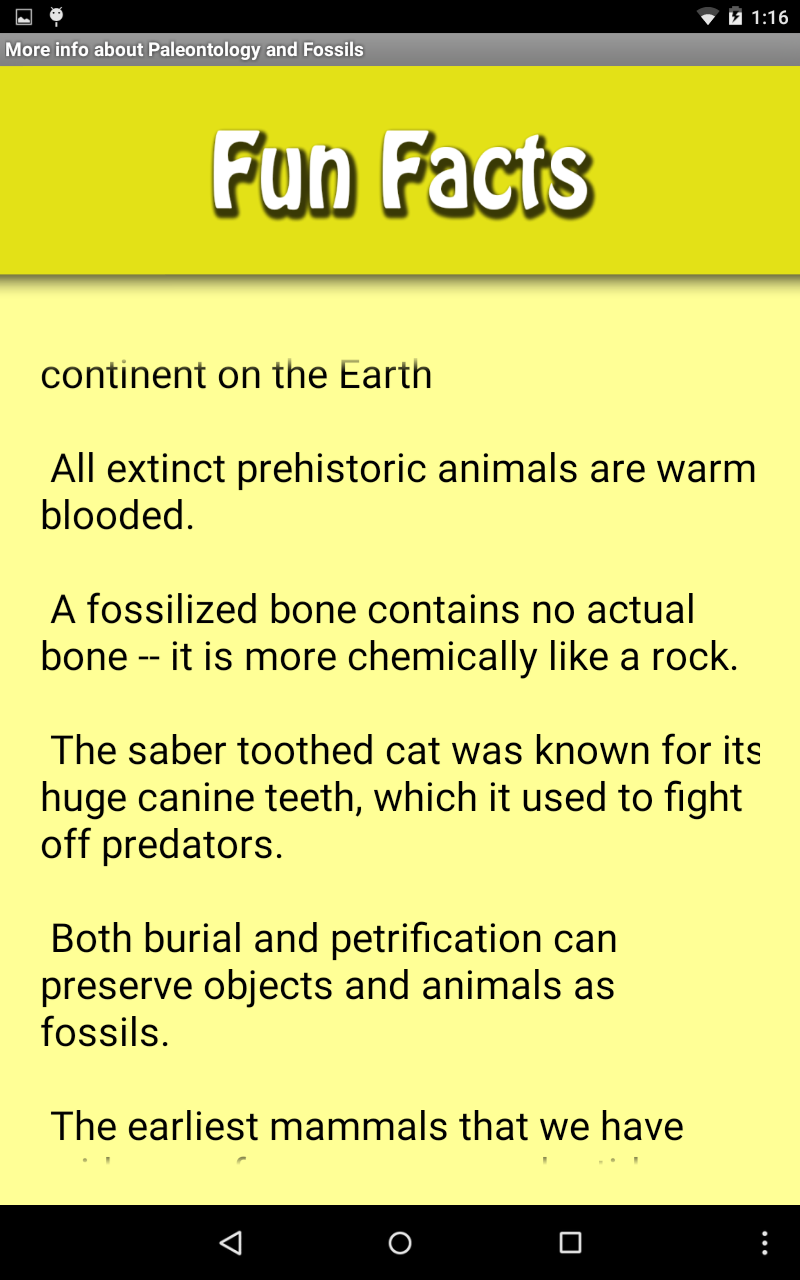 1:16
More info about Paleontology and Fossils
Fun Facts
continent on the Earth
All extinct prehistoric animals are warm
blooded.
A fossilized bone contains no actual
bone -- it is more chemically like a rock.
The saber toothed cat was known for its
huge canine teeth, which it used to fight
off predators.
Both burial and petrification can
preserve objects and animals as
fossils.
The earliest mammals that we have